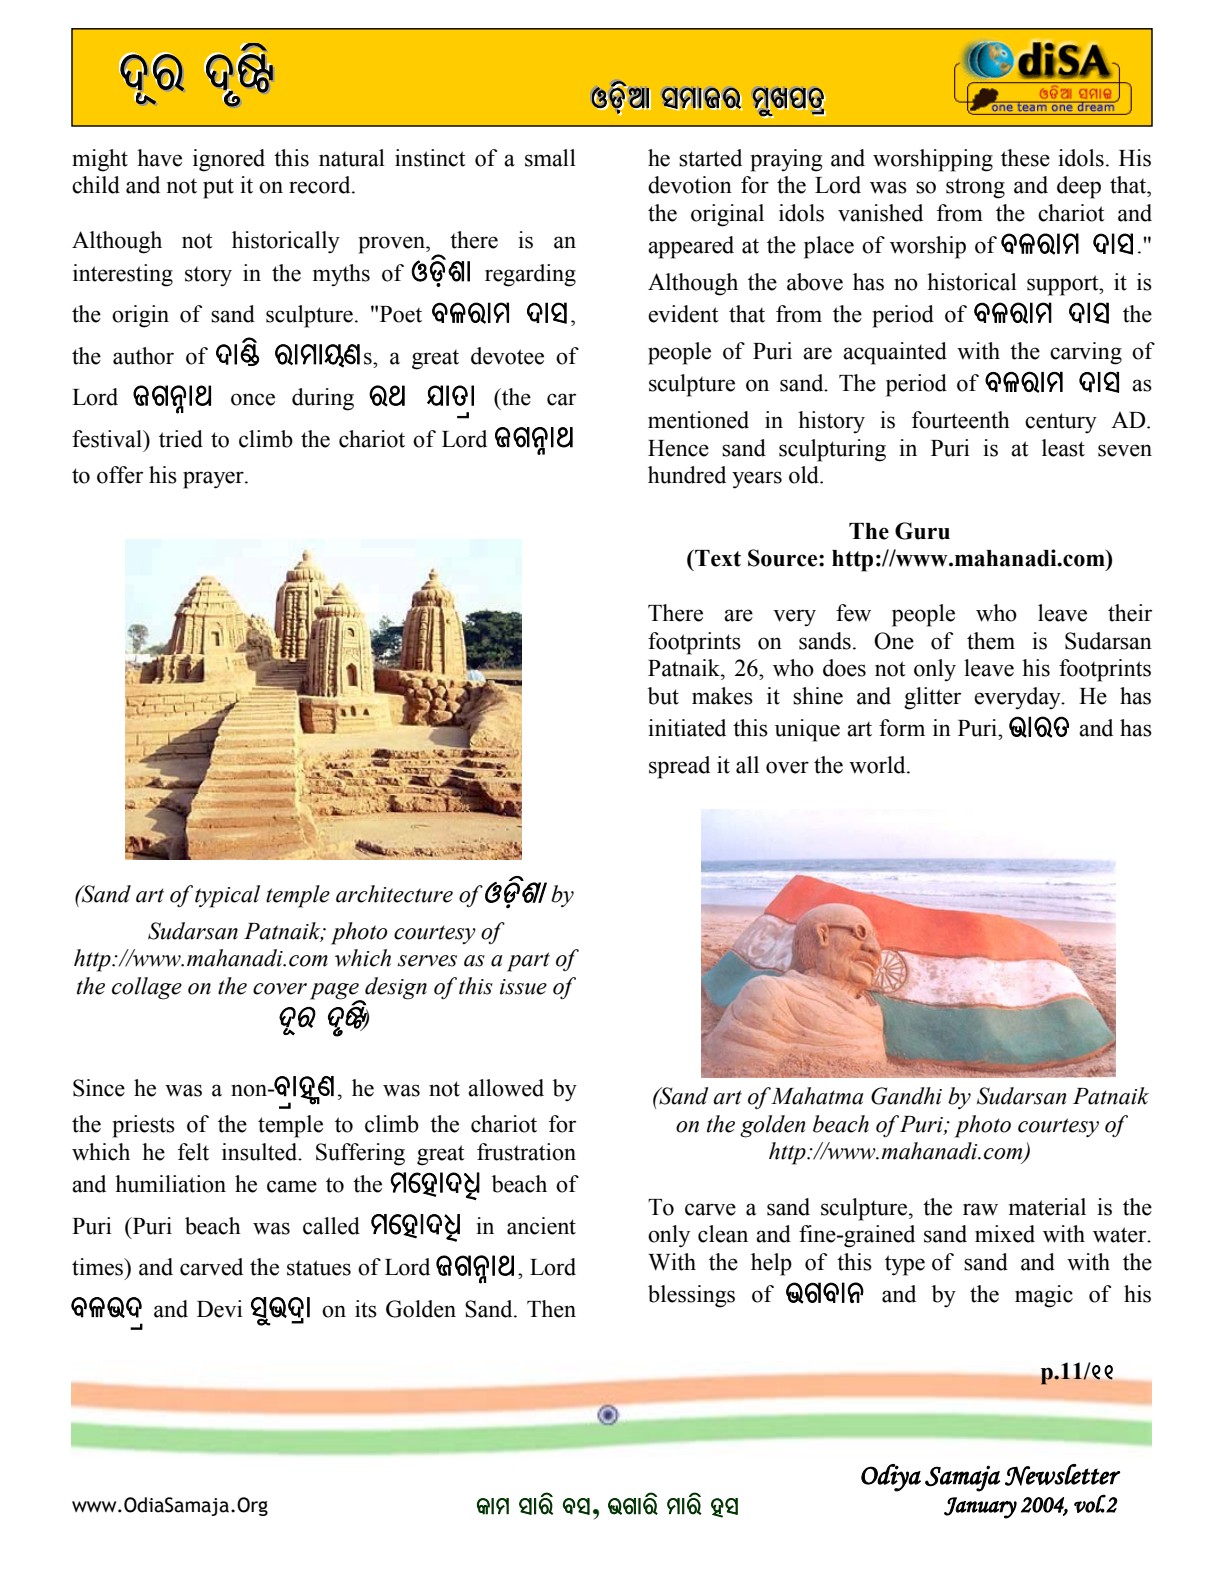 ଦୂର ଦୃଷ୍ଟି
ଓଡ଼ିଆ ସମାଜର ମୁଖପତ୍ର
diSA
ଓଡିଆ ସମାଜ
one team one dream
might have ignored this natural instinct of a small
child and not put it on record.
Although not historically proven, there is an
interesting story in the myths of ଓଡ଼ିଶା regarding
the origin of sand sculpture. "Poet ବଳରାମ ଦାସ,
the author of ଦାଣ୍ଡି ରାମାୟଣs, a great devotee of
Lord ଜଗନ୍ନାଥ once during ରଥ ଯାତ୍ରା (the car
festival) tried to climb the chariot of Lord ଜଗନ୍ନାଥ
to offer his prayer.
(Sand art of typical temple architecture of ଓଡ଼ିଶା by
Sudarsan Patnaik; photo courtesy of
http://www.mahanadi.com which serves as a part of
the collage on the cover page design of this issue of
ଦୂର ଦୃଷ୍ଟି)
Since he was a non-ବ୍ରାହ୍ମଣ, he was not allowed by
the priests of the temple to climb the chariot for
which he felt insulted. Suffering great frustration
and humiliation he came to the ମହୋଦଧି beach of
Puri (Puri beach was called ମହୋଦଧି in ancient
times) and carved the statues of Lord ଜଗନ୍ନାଥ, Lord
ବଳଭଦ୍ର and Devi ସୁଭଦ୍ରା on its Golden Sand. Then
he started praying and worshipping these idols. His
devotion for the Lord was so strong and deep that,
the original idols vanished from the chariot and
appeared at the place of worship of ବଳରାମ ଦାସ."
Although the above has no historical support, it is
evident that from the period of ବଳରାମ ଦାସ the
people of Puri are acquainted with the carving of
sculpture on sand. The period of ବଳରାମ ଦାସ as
mentioned in history is fourteenth century AD.
Hence sand sculpturing in Puri is at least seven
hundred years old.
The Guru
(Text Source: http://www.mahanadi.com)
There are very few people who leave their
footprints on sands. One of them is Sudarsan
Patnaik, 26, who does not only leave his footprints
but makes it shine and glitter everyday. He has
initiated this unique art form in Puri, ଭାରତ and has
spread it all over the world.
(Sand art of Mahatma Gandhi by Sudarsan Patnaik
on the golden beach of Puri; photo courtesy of
http://www.mahanadi.com)
To carve a sand sculpture, the raw material is the
only clean and fine-grained sand mixed with water.
With the help of this type of sand and with the
blessings of ଭଗବାନ and by the magic of his
p.11/୧୧
Odiya Samaja Newsletter
www.OdiaSamaja.Org
କାମ ସାରି ବସ, ଭଗାରି ମାରି ହସ
January 2004, vol.2